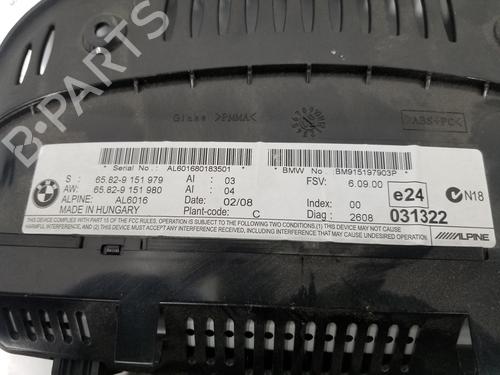 Glass >PMMA<
>ABS+PC<
* Serial No.: AL601680183501 *
* BMW No. BM915197903P *
S : 65.82-9 151 979 AI : 03
AW: 65.82-9 151 980 AI : 04
ALPINE: AL6016 Date: 02/08
MADE IN HUNGARY Plant-code: C
FSV: 6.09.00
Index: 00
Diag : 2608
e24
031322
N18
THIS DEVICE COMPLIES WITH PART 15 OF THE FCC RULES. OPERATION IS SUBJECT TO THE FOLLOWING TWO CONDITIONS.(1) THIS DEVICE MAY NOT CAUSE
HARMFUL INTERFERENCE, AND (2) THIS DEVICE MUST ACCEPT ANY INTERFERENCE RECEIVED, INCLUDING INTERFERENCE THAT MAY CAUSE UNDESIRED OPERATION.
ALPINE
B-PARTS